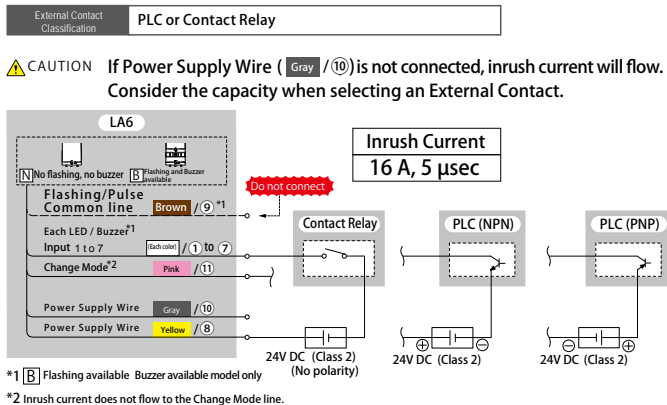 External Contact
Classification
PLC or Contact Relay
CAUTION If Power Supply Wire ( Gray / ⑩) is not connected, inrush current will flow.
Consider the capacity when selecting an External Contact.
LA6
N No flashing, no buzzer
B Flashing and Buzzer
available
Inrush Current
16 A, 5 µsec
Do not connect
Flashing/Pulse
Common line
Brown / ⑨ *1
Each LED / Buzzer*1
Input 1 to 7
(Each color) / ① to ⑦
Change Mode*2
Pink / ⑪
Power Supply Wire
Gray / ⑩
Power Supply Wire
Yellow / ⑧
Contact Relay
PLC (NPN)
PLC (PNP)
24V DC (Class 2)
(No polarity)
⊕ ⊖
24V DC (Class 2)
⊖ ⊕
24V DC (Class 2)
*1 B Flashing available Buzzer available model only
*2 Inrush current does not flow to the Change Mode line.